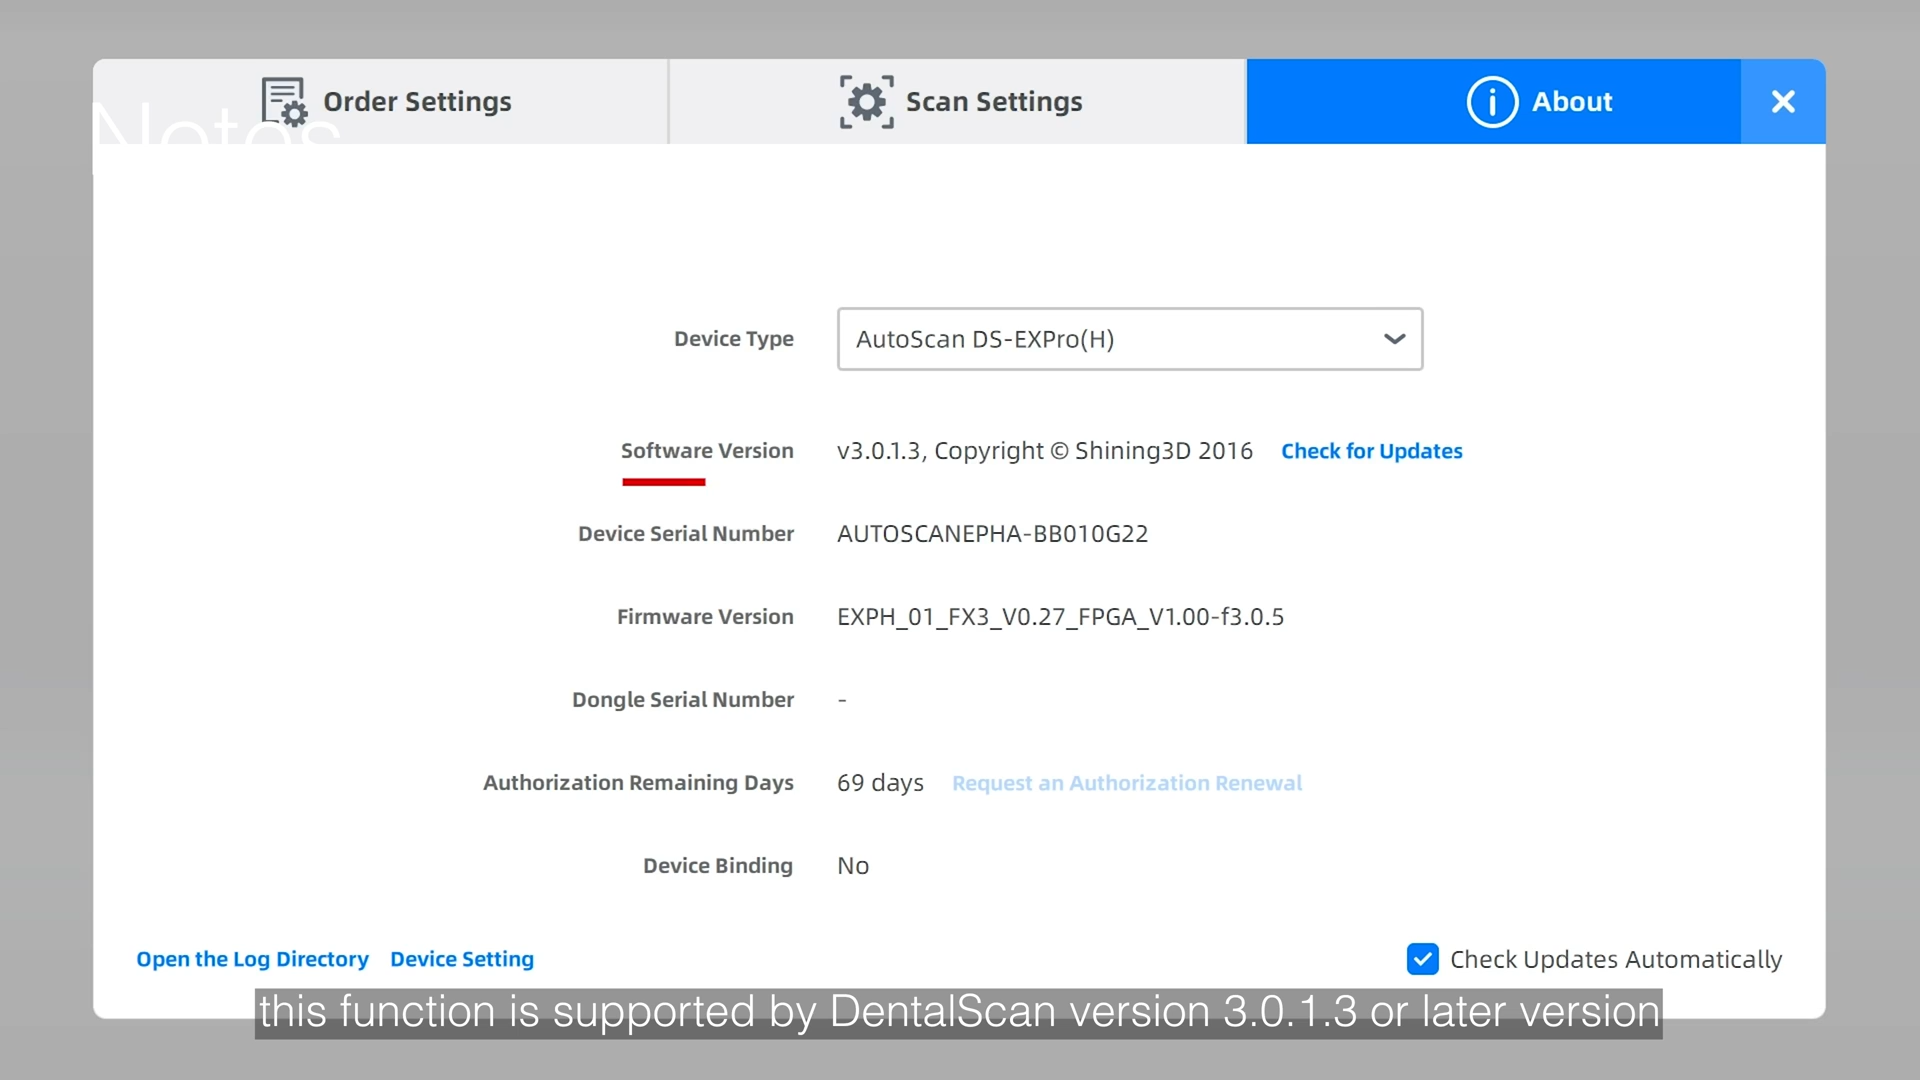 Order Settings
Scan Settings
About
Notes
Device Type
AutoScan DS-EXPro(H)
Software Version
v3.0.1.3, Copyright © Shining3D 2016
Check for Updates
Device Serial Number
AUTOSCANEPHA-BB010G22
Firmware Version
EXPH_01_FX3_V0.27_FPGA_V1.00-f3.0.5
Dongle Serial Number
-
Authorization Remaining Days
69 days
Request an Authorization Renewal
Device Binding
No
Open the Log Directory
Device Setting
Check Updates Automatically
this function is supported by DentalScan version 3.0.1.3 or later version